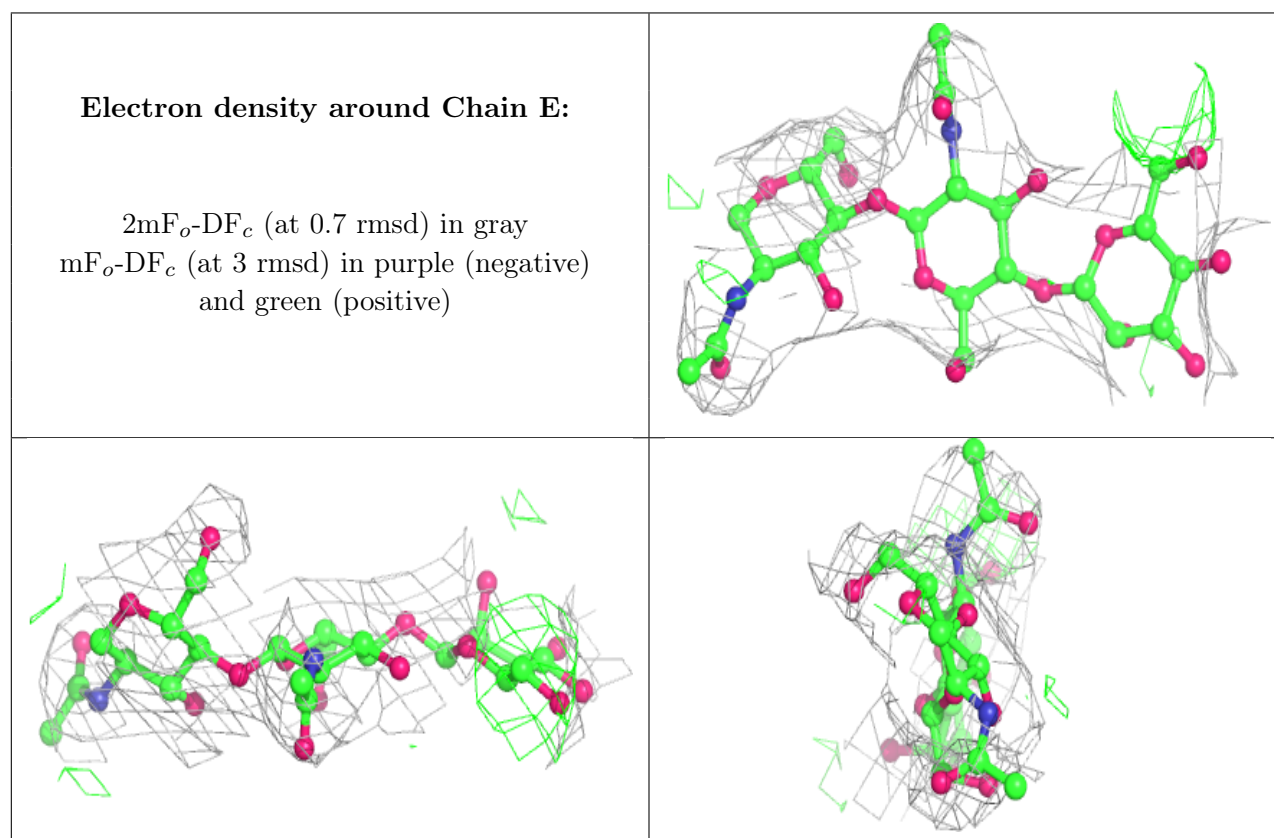 Electron density around Chain E:
2mFₒ-DF𝒸 (at 0.7 rmsd) in gray
mFₒ-DF𝒸 (at 3 rmsd) in purple (negative)
and green (positive)